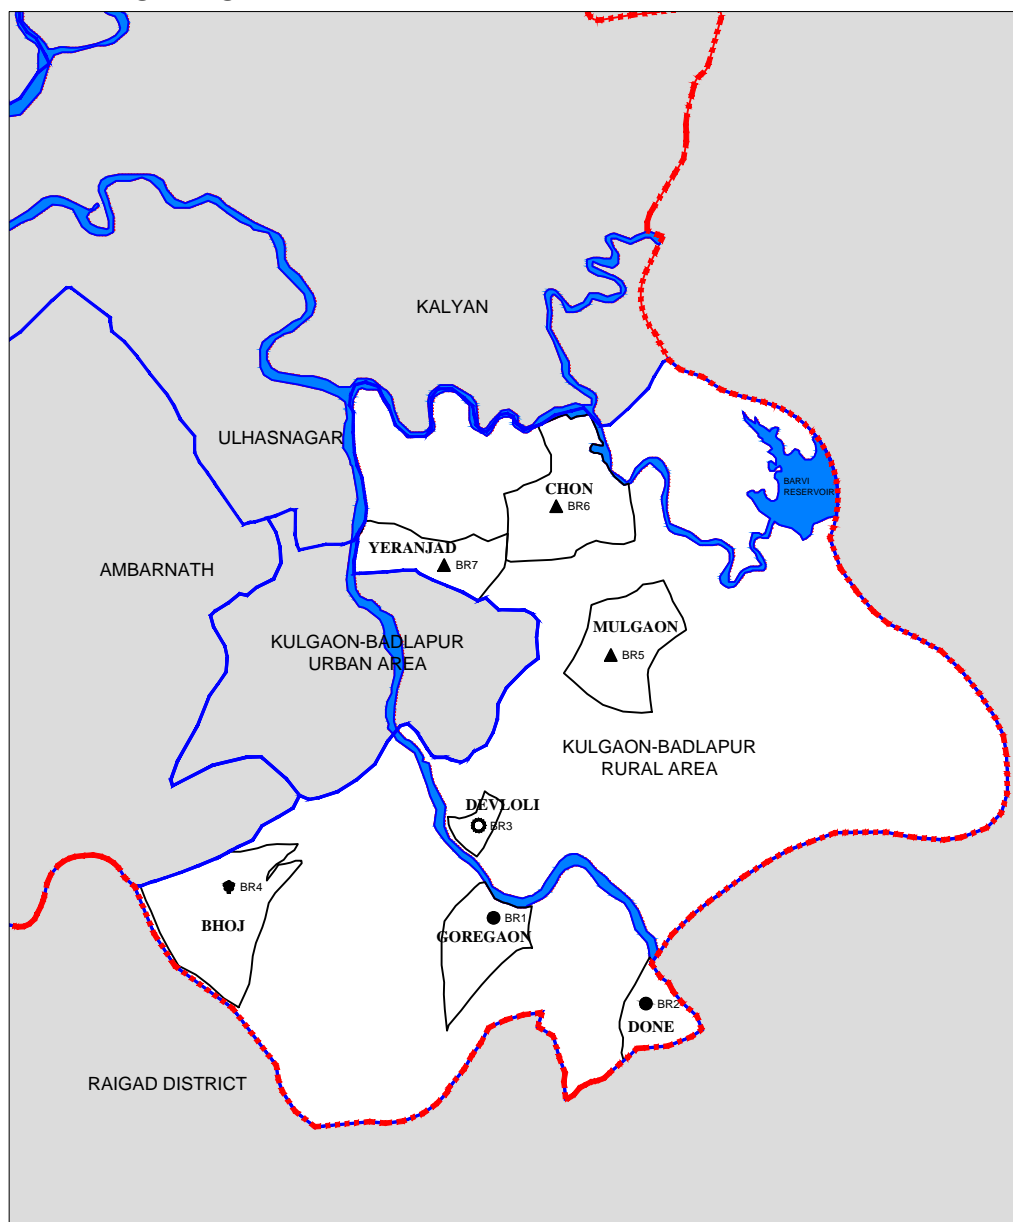 KALYAN
ULHASNAGAR
BARVI
RESERVOIR
CHON
BR6
YERANJAD
BR7
AMBARNATH
MULGAON
BR5
KULGAON-BADLAPUR
URBAN AREA
KULGAON-BADLAPUR
RURAL AREA
DEVLOLI
BR3
BR4
BHOJ
BR1
GOREGAON
BR2
DONE
RAIGAD DISTRICT